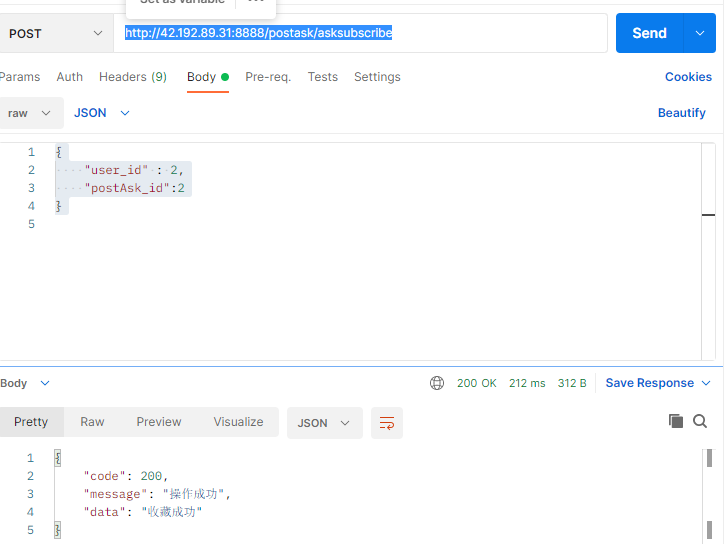 Set as variable
POST http://42.192.89.31:8888/postask/asksubscribe Send
Params Auth Headers (9) Body Pre-req. Tests Settings Cookies
raw JSON Beautify
1 {
2 "user_id" : 2,
3 "postAsk_id":2
4 }
5
Body 200 OK 212 ms 312 B Save Response
Pretty Raw Preview Visualize JSON
1 {
2 "code": 200,
3 "message": "操作成功",
4 "data": "收藏成功"
5 }